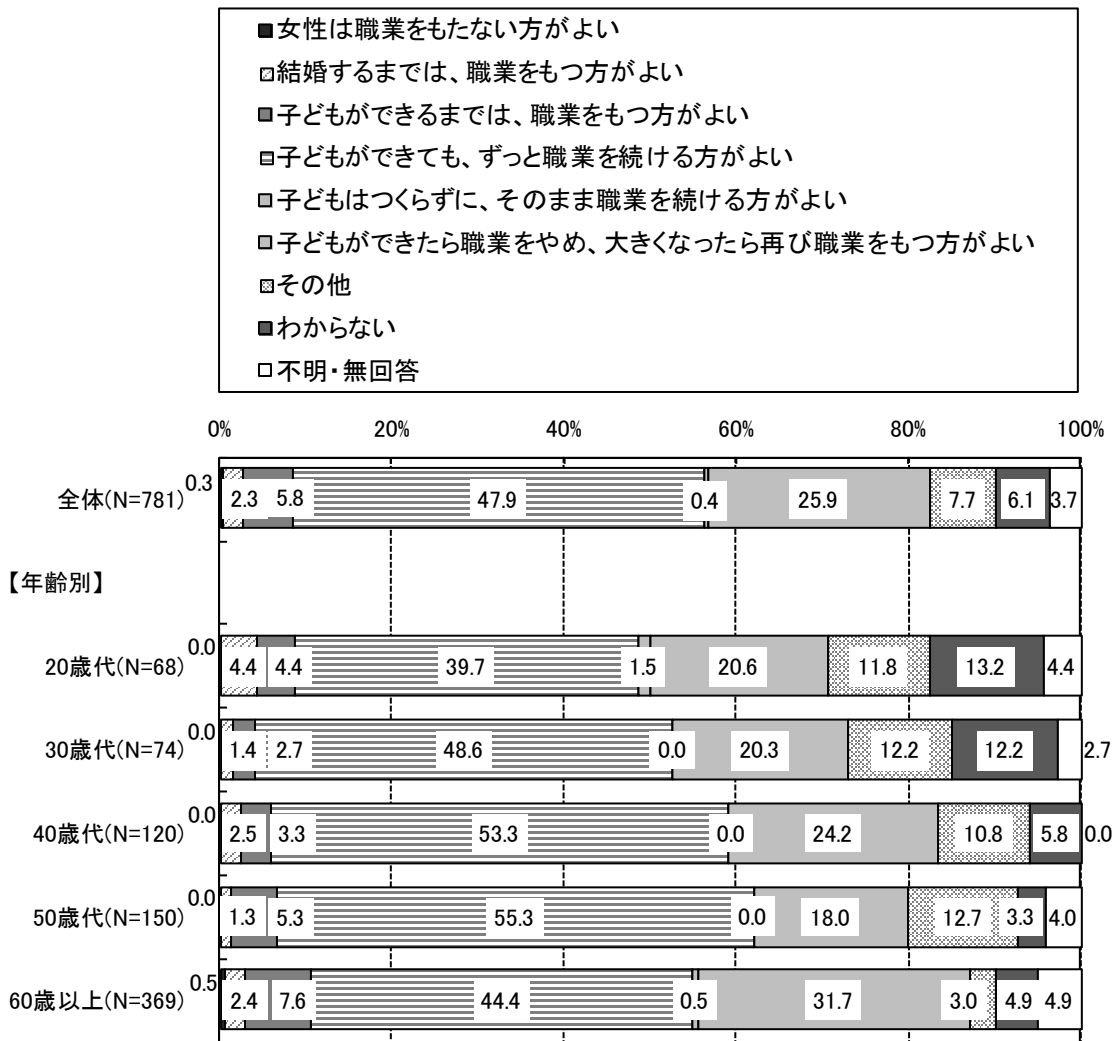 ■女性は職業をもたない方がよい
結婚するまでは、職業をもつ方がよい
■子どもができるまでは、職業をもつ方がよい
子どもができても、ずっと職業を続ける方がよい
■子どもはつくらずに、そのまま職業を続ける方がよい
■子どもができたら職業をやめ、大きくなったら再び職業をもつ方がよい
その他
■わからない
□不明・無回答
0% 20% 40% 60% 80% 100%
全体(N=781) 0.3 2.3 5.8 47.9 0.4 25.9 7.7 6.1 3.7
【年齢別】
20歳代(N=68) 0.0 4.4 4.4 39.7 1.5 20.6 11.8 13.2 4.4
30歳代(N=74) 0.0 1.4 2.7 48.6 0.0 20.3 12.2 12.2 2.7
40歳代(N=120) 0.0 2.5 3.3 53.3 0.0 24.2 10.8 5.8 0.0
50歳代(N=150) 0.0 1.3 5.3 55.3 0.0 18.0 12.7 3.3 4.0
60歳以上(N=369) 0.5 2.4 7.6 44.4 0.5 31.7 3.0 4.9 4.9